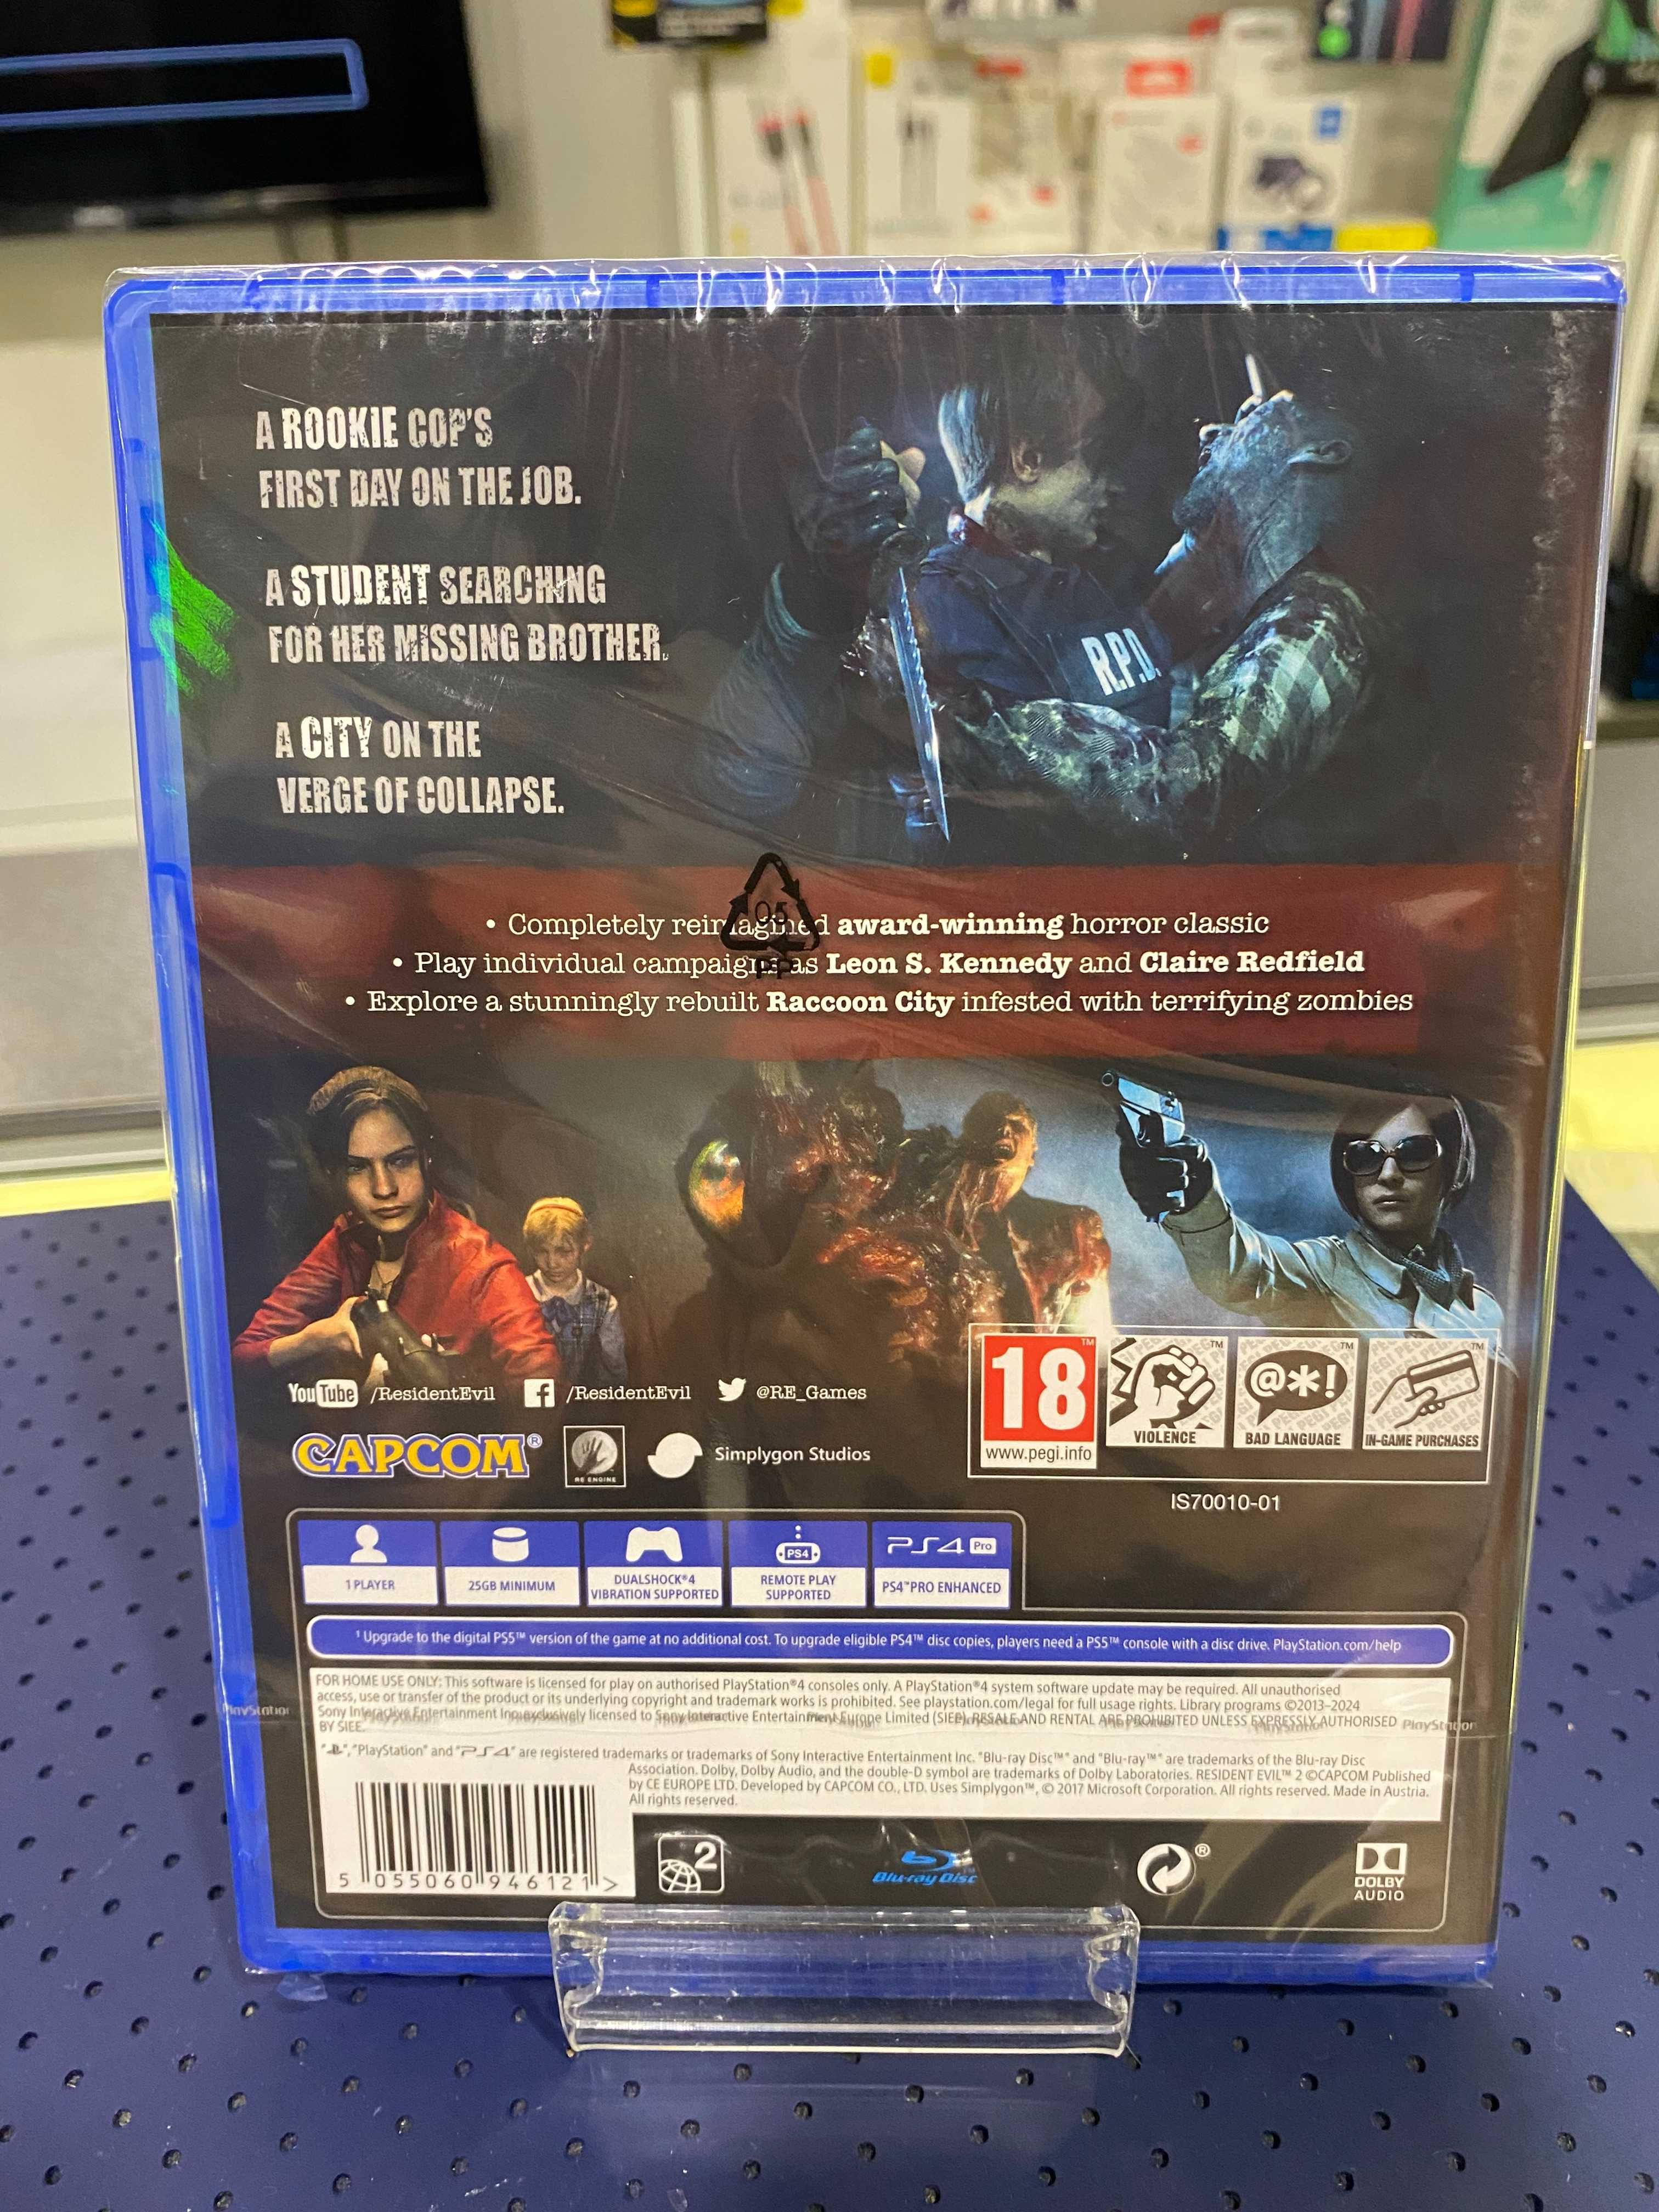 A ROOKIE COP'S
FIRST DAY ON THE JOB.
A STUDENT SEARCHING
FOR HER MISSING BROTHER.
A CITY ON THE
VERGE OF COLLAPSE.
R.P.D.
• Completely reimagined award-winning horror classic
• Play individual campaigns as Leon S. Kennedy and Claire Redfield
• Explore a stunningly rebuilt Raccoon City infested with terrifying zombies
05
PP
YouTube /ResidentEvil f /ResidentEvil @RE_Games
CAPCOM® RE ENGINE Simplygon Studios
18™
www.pegi.info
VIOLENCE
@*!
BAD LANGUAGE
IN-GAME PURCHASES
IS70010-01
1 PLAYER
25GB MINIMUM
DUALSHOCK®4
VIBRATION SUPPORTED
PS4
REMOTE PLAY
SUPPORTED
PS4 Pro
PS4™PRO ENHANCED
¹ Upgrade to the digital PS5™ version of the game at no additional cost. To upgrade eligible PS4™ disc copies, players need a PS5™ console with a disc drive. PlayStation.com/help
FOR HOME USE ONLY: This software is licensed for play on authorised PlayStation®4 consoles only. A PlayStation®4 system software update may be required. All unauthorised
access, use or transfer of the product or its underlying copyright and trademark works is prohibited. See playstation.com/legal for full usage rights. Library programs ©2013–2024
Sony Interactive Entertainment Inc. exclusively licensed to Sony Interactive Entertainment Europe Limited (SIEE). RESALE AND RENTAL ARE PROHIBITED UNLESS EXPRESSLY AUTHORISED
BY SIEE.
"PlayStation" and "PS4" are registered trademarks or trademarks of Sony Interactive Entertainment Inc. "Blu-ray Disc™" and "Blu-ray™" are trademarks of the Blu-ray Disc
Association. Dolby, Dolby Audio, and the double-D symbol are trademarks of Dolby Laboratories. RESIDENT EVIL™ 2 ©CAPCOM Published
by CE EUROPE LTD. Developed by CAPCOM CO., LTD. Uses Simplygon™, © 2017 Microsoft Corporation. All rights reserved. Made in Austria.
All rights reserved.
5 055060 946121 >
2
Blu-ray Disc™
®
DOLBY
AUDIO